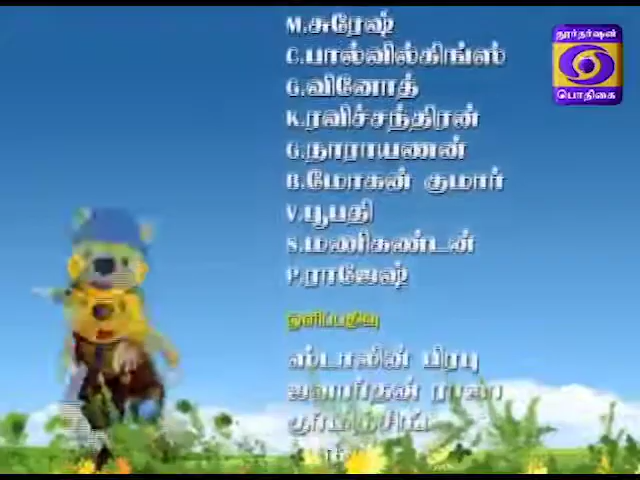 M.சுரேஷ்
C.பால்வில்கிங்ஸ்
G.வினோத்
K.ரவிச்சந்திரன்
G.நாராயணன்
B.மோகன் குமார்
V.பூபதி
S.மணிகண்டன்
P.ராஜேஷ்
ஒளிப்பதிவு
ஸ்டாலின் பிரபு
ராஜா
தூர்தர்ஷன்
பொதிகை